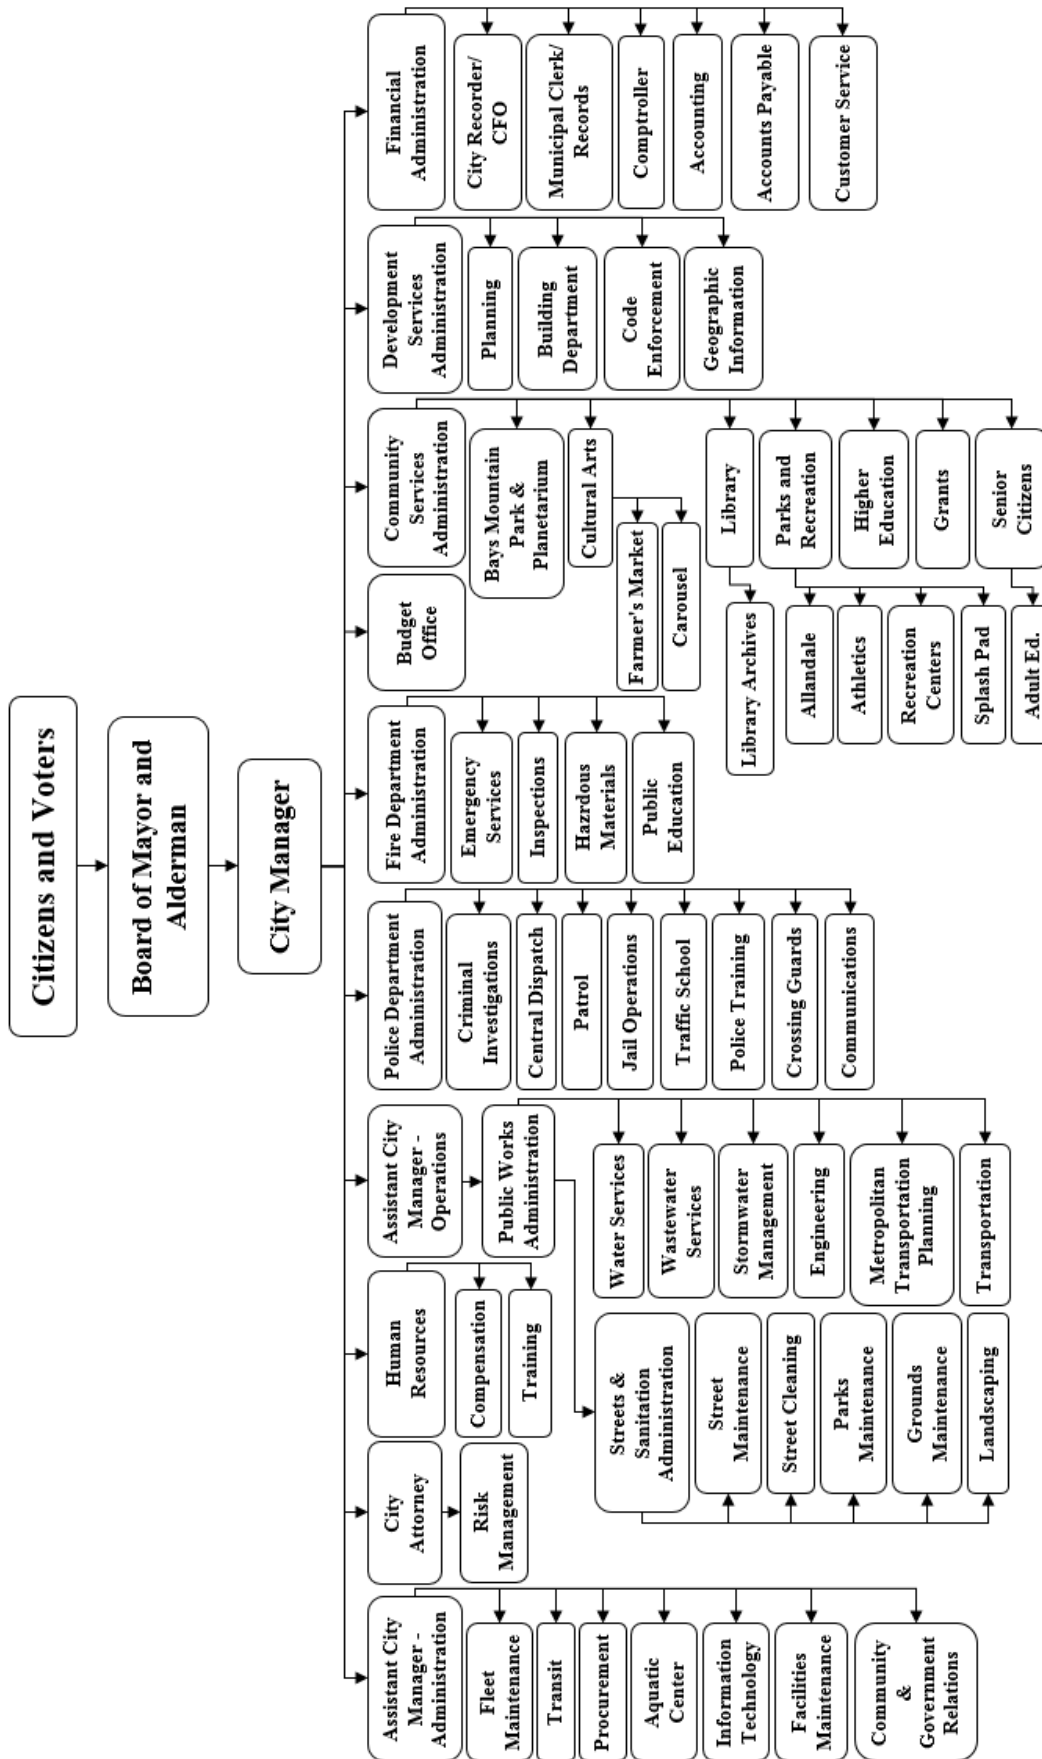 Citizens and Voters
Board of Mayor and
Alderman
City Manager
Assistant City
Manager -
Administration
Fleet
Maintenance
Transit
Procurement
Aquatic
Center
Information
Technology
Facilities
Maintenance
Community
&
Government
Relations
City
Attorney
Risk
Management
Human
Resources
Compensation
Training
Assistant City
Manager -
Operations
Public Works
Administration
Streets &
Sanitation
Administration
Street
Maintenance
Street Cleaning
Parks
Maintenance
Grounds
Maintenance
Landscaping
Water Services
Wastewater
Services
Stormwater
Management
Engineering
Metropolitan
Transportation
Planning
Transportation
Police Department
Administration
Criminal
Investigations
Central Dispatch
Patrol
Jail Operations
Traffic School
Police Training
Crossing Guards
Communications
Fire Department
Administration
Emergency
Services
Inspections
Hazrdous
Materials
Public
Education
Budget
Office
Community
Services
Administration
Bays Mountain
Park &
Planetarium
Cultural Arts
Farmer's Market
Carousel
Library
Library Archives
Parks and
Recreation
Allandale
Athletics
Recreation
Centers
Splash Pad
Higher
Education
Grants
Senior
Citizens
Adult Ed.
Development
Services
Administration
Planning
Building
Department
Code
Enforcement
Geographic
Information
Financial
Administration
City Recorder/
CFO
Municipal Clerk/
Records
Comptroller
Accounting
Accounts Payable
Customer Service